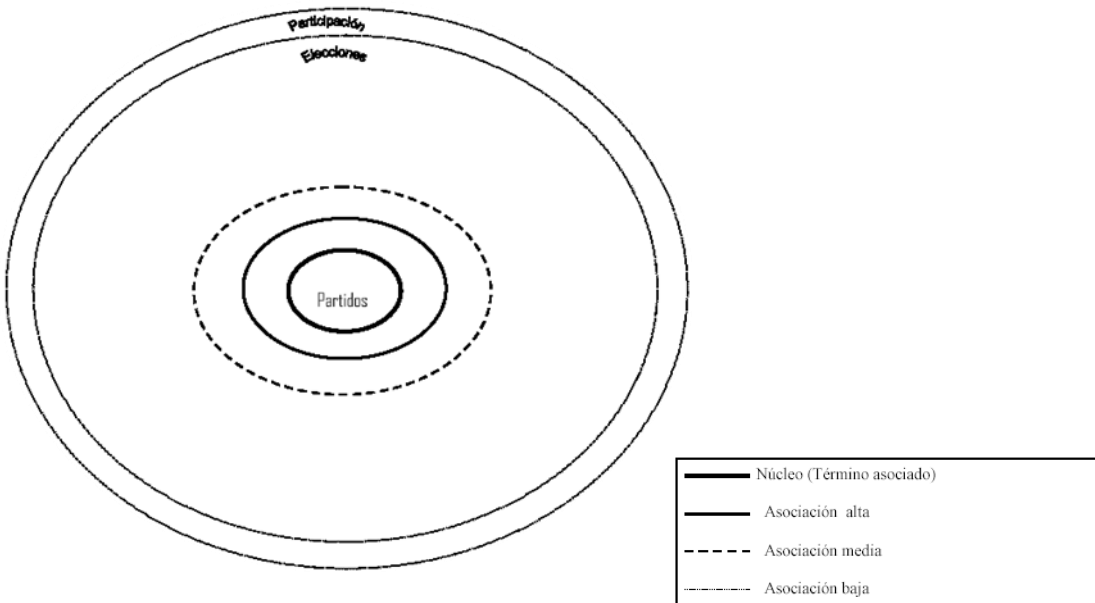 Participación
Elecciones
Partidos
Núcleo (Término asociado)
Asociación alta
Asociación media
Asociación baja